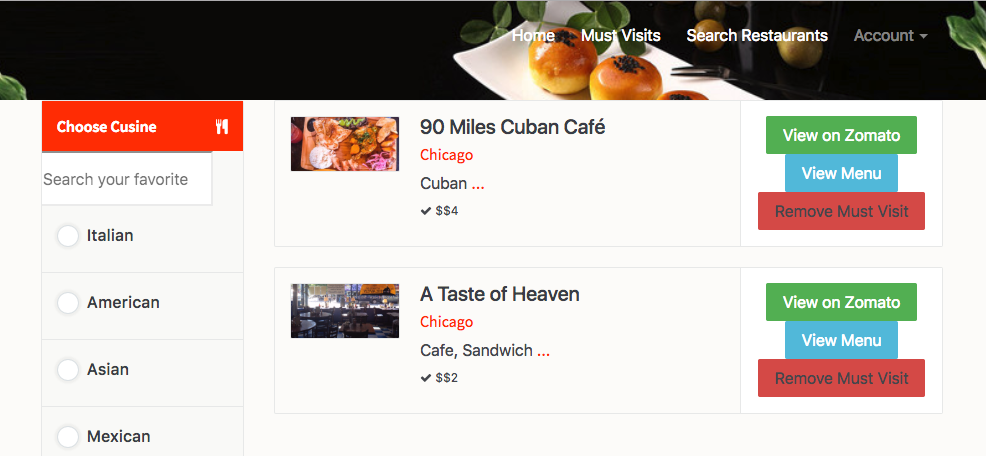 Home Must Visits Search Restaurants Account
Choose Cusine
Search your favorite
Italian
American
Asian
Mexican
90 Miles Cuban Café
Chicago
Cuban ...
$$4
View on Zomato
View Menu
Remove Must Visit
A Taste of Heaven
Chicago
Cafe, Sandwich ...
$$2
View on Zomato
View Menu
Remove Must Visit